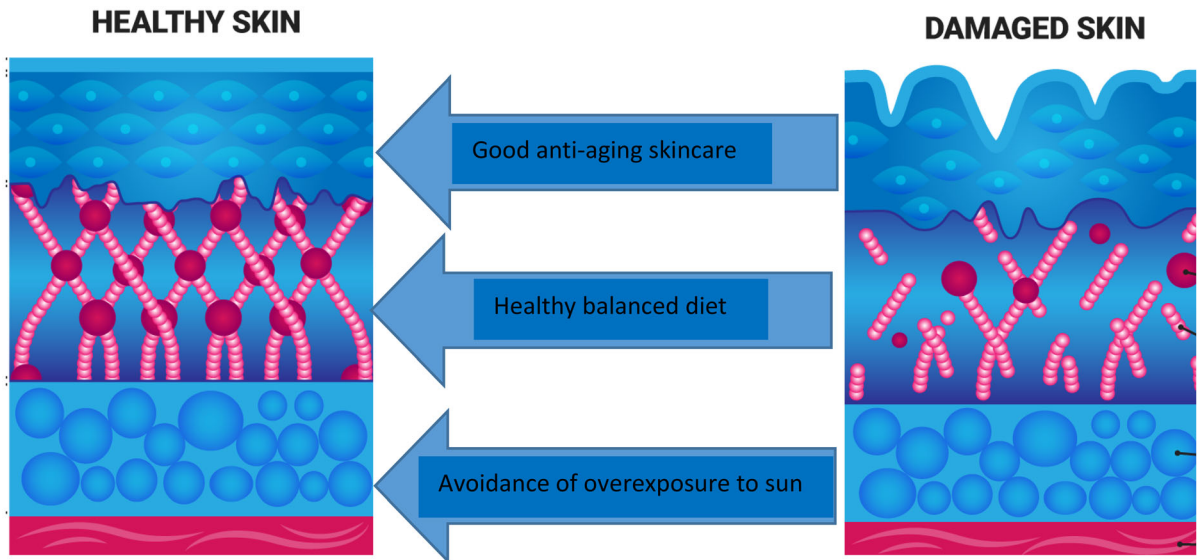 HEALTHY SKIN
DAMAGED SKIN
Good anti-aging skincare
Healthy balanced diet
Avoidance of overexposure to sun